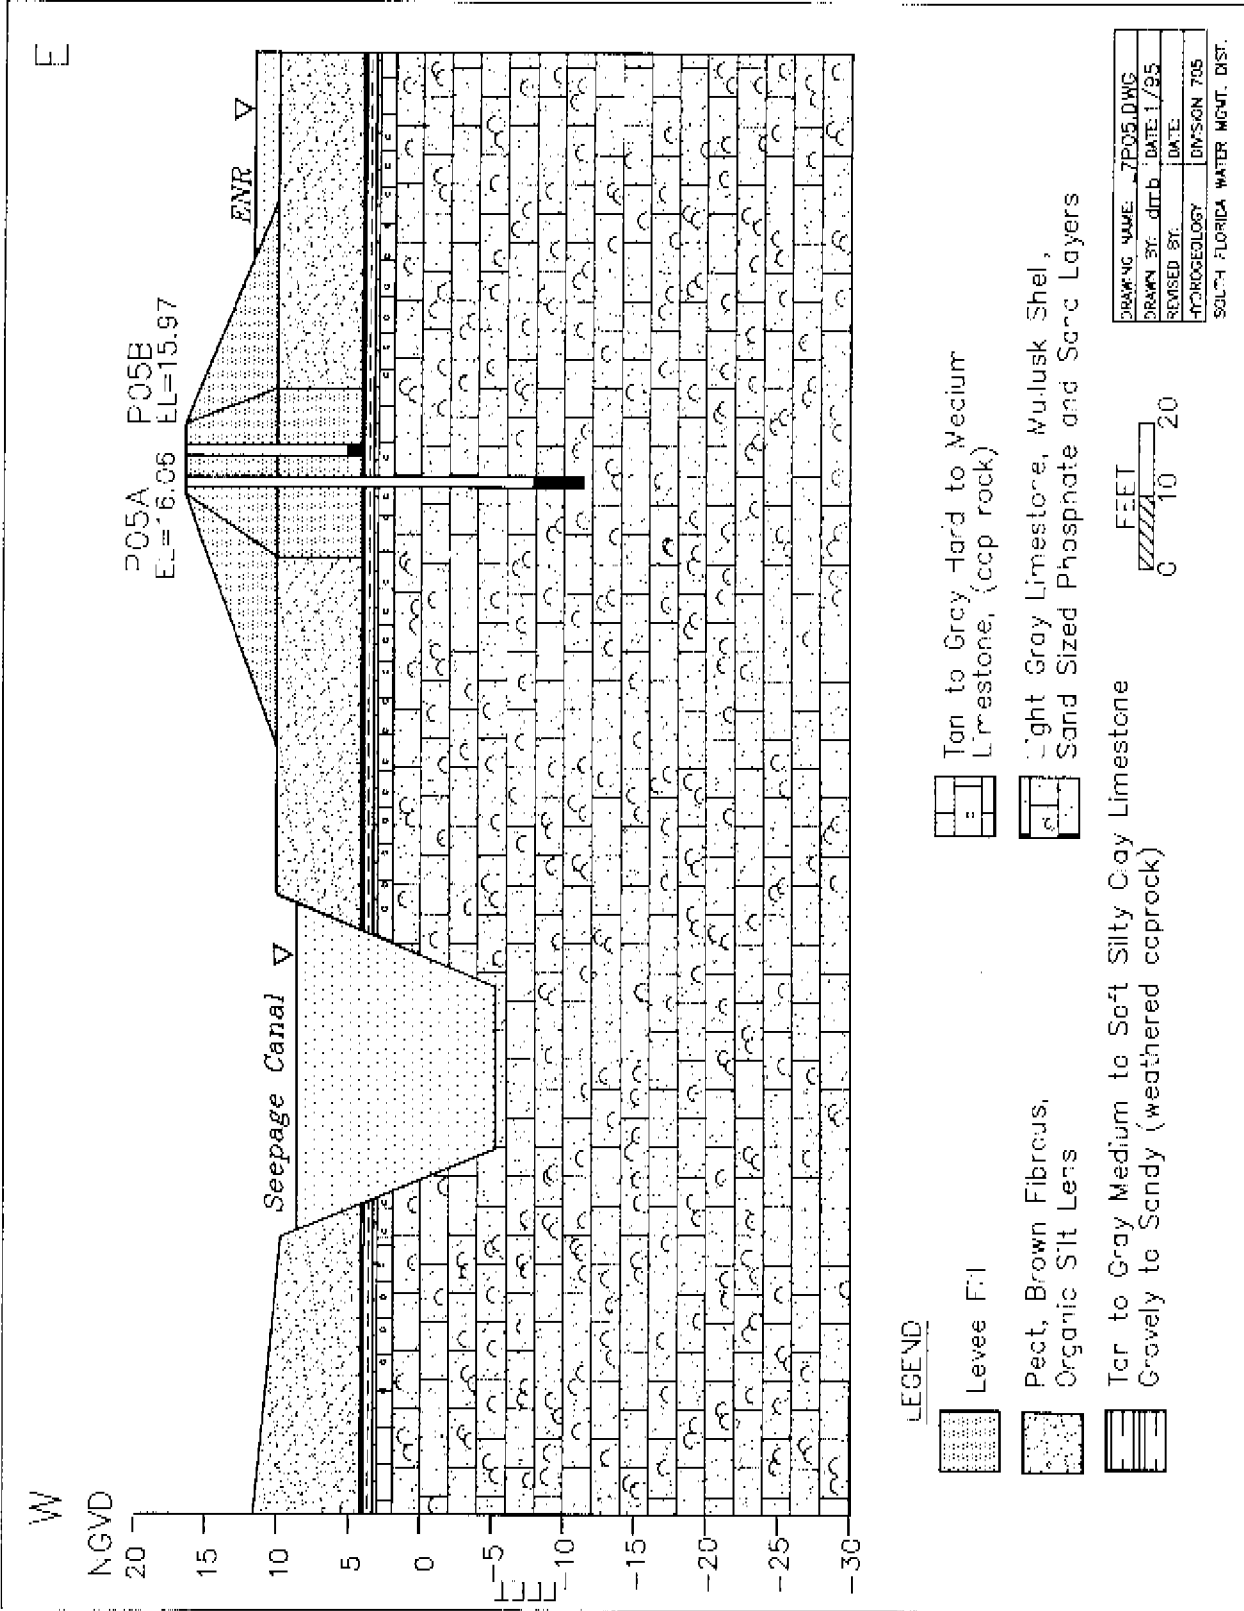 W
E
NGVD
20
15
10
5
0
-5
-10
-15
-20
-25
-30
FEET
Seepage Canal
P05A
EL=16.06
P05B
EL=15.97
ENR
LEGEND
Levee Fill
Peat, Brown Fibrous,
Organic Silt Lens
Tan to Gray Medium to Soft Silty Clay Limestone
Gravely to Sandy (weathered caprock)
Tan to Gray Hard to Medium
Limestone, (cap rock)
Light Gray Limestone, Mulusk Shel,
Sand Sized Phosphate and Sand Layers
FEET
0 10 20
DRAWING NAME: L7P05.DWG
DRAWN BY: dmb DATE: 1/95
REVISED BY: DATE:
HYDROGEOLOGY DIVISION 705
SOUTH FLORIDA WATER MGMT. DIST.